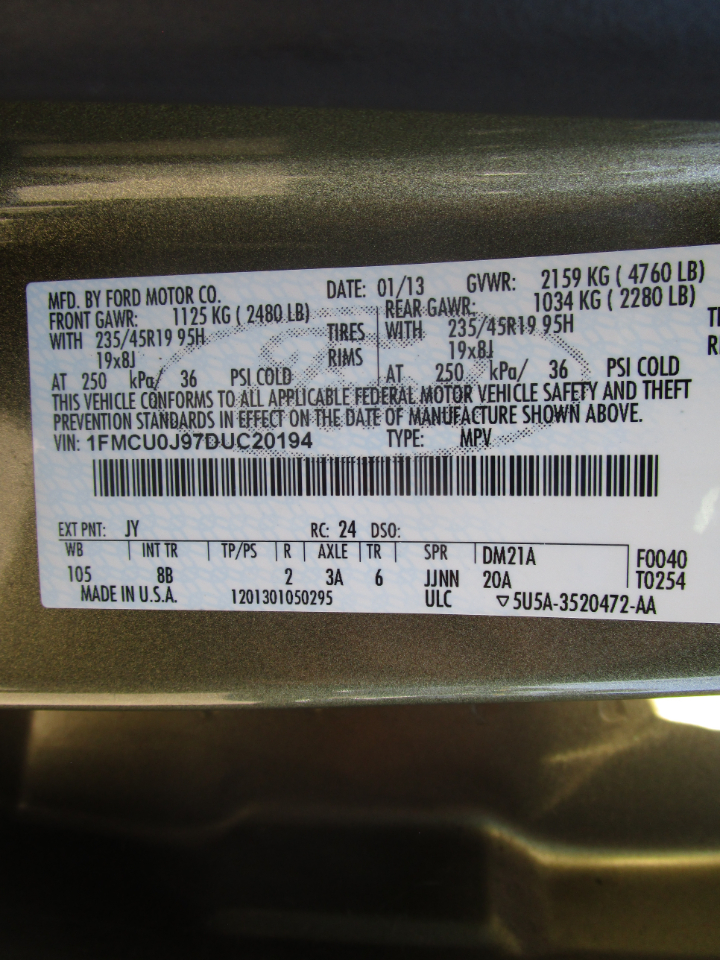 MFD. BY FORD MOTOR CO. DATE: 01/13 GVWR: 2159 KG ( 4760 LB)
FRONT GAWR: 1125 KG ( 2480 LB) REAR GAWR: 1034 KG ( 2280 LB)
WITH 235/45R19 95H TIRES WITH 235/45R19 95H
19x8J RIMS 19x8J
AT 250 kPa/ 36 PSI COLD AT 250 kPa/ 36 PSI COLD
THIS VEHICLE CONFORMS TO ALL APPLICABLE FEDERAL MOTOR VEHICLE SAFETY AND THEFT
PREVENTION STANDARDS IN EFFECT ON THE DATE OF MANUFACTURE SHOWN ABOVE.
VIN: 1FMCU0J97DUC20194 TYPE: MPV
EXT PNT: JY RC: 24 DSO:
WB INT TR TP/PS R AXLE TR SPR DM21A F0040
105 8B 2 3A 6 JJNN 20A T0254
MADE IN U.S.A. 1201301050295 ULC ▽5U5A-3520472-AA